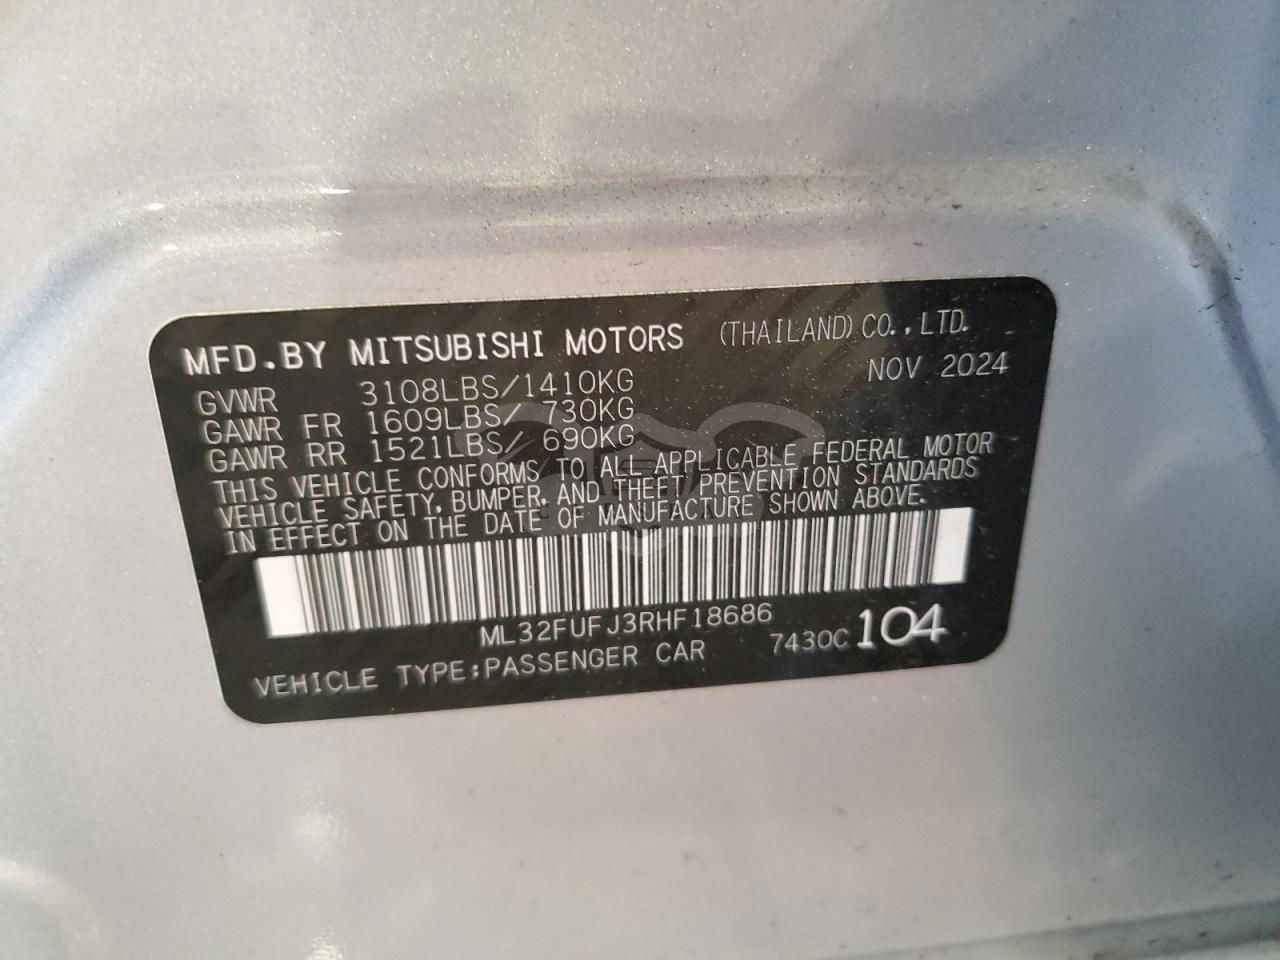 MFD.BY MITSUBISHI MOTORS (THAILAND) CO.,LTD.
NOV 2024
GVWR 3108LBS/1410KG
GAWR FR 1609LBS/ 730KG
GAWR RR 1521LBS/ 690KG
THIS VEHICLE CONFORMS TO ALL APPLICABLE FEDERAL MOTOR
VEHICLE SAFETY, BUMPER, AND THEFT PREVENTION STANDARDS
IN EFFECT ON THE DATE OF MANUFACTURE SHOWN ABOVE.
ML32FUFJ3RHF18686
VEHICLE TYPE:PASSENGER CAR 7430C 104